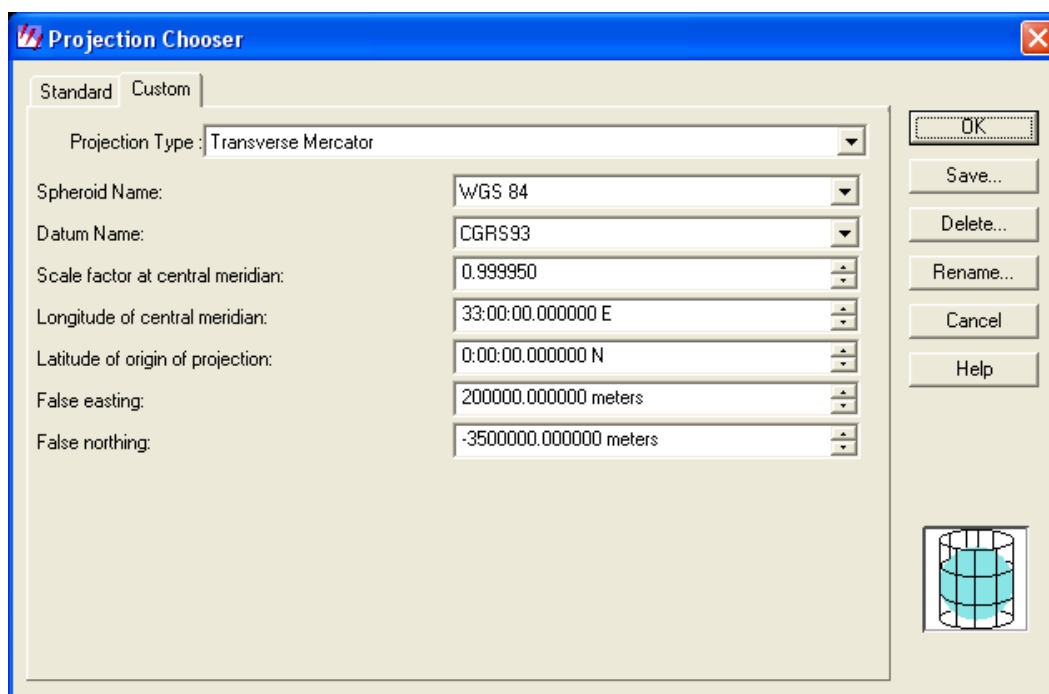 Projection Chooser
Standard Custom
Projection Type : Transverse Mercator
Spheroid Name: WGS 84
Datum Name: CGRS93
Scale factor at central meridian: 0.999950
Longitude of central meridian: 33:00:00.000000 E
Latitude of origin of projection: 0:00:00.000000 N
False easting: 200000.000000 meters
False northing: -3500000.000000 meters
OK
Save...
Delete...
Rename...
Cancel
Help